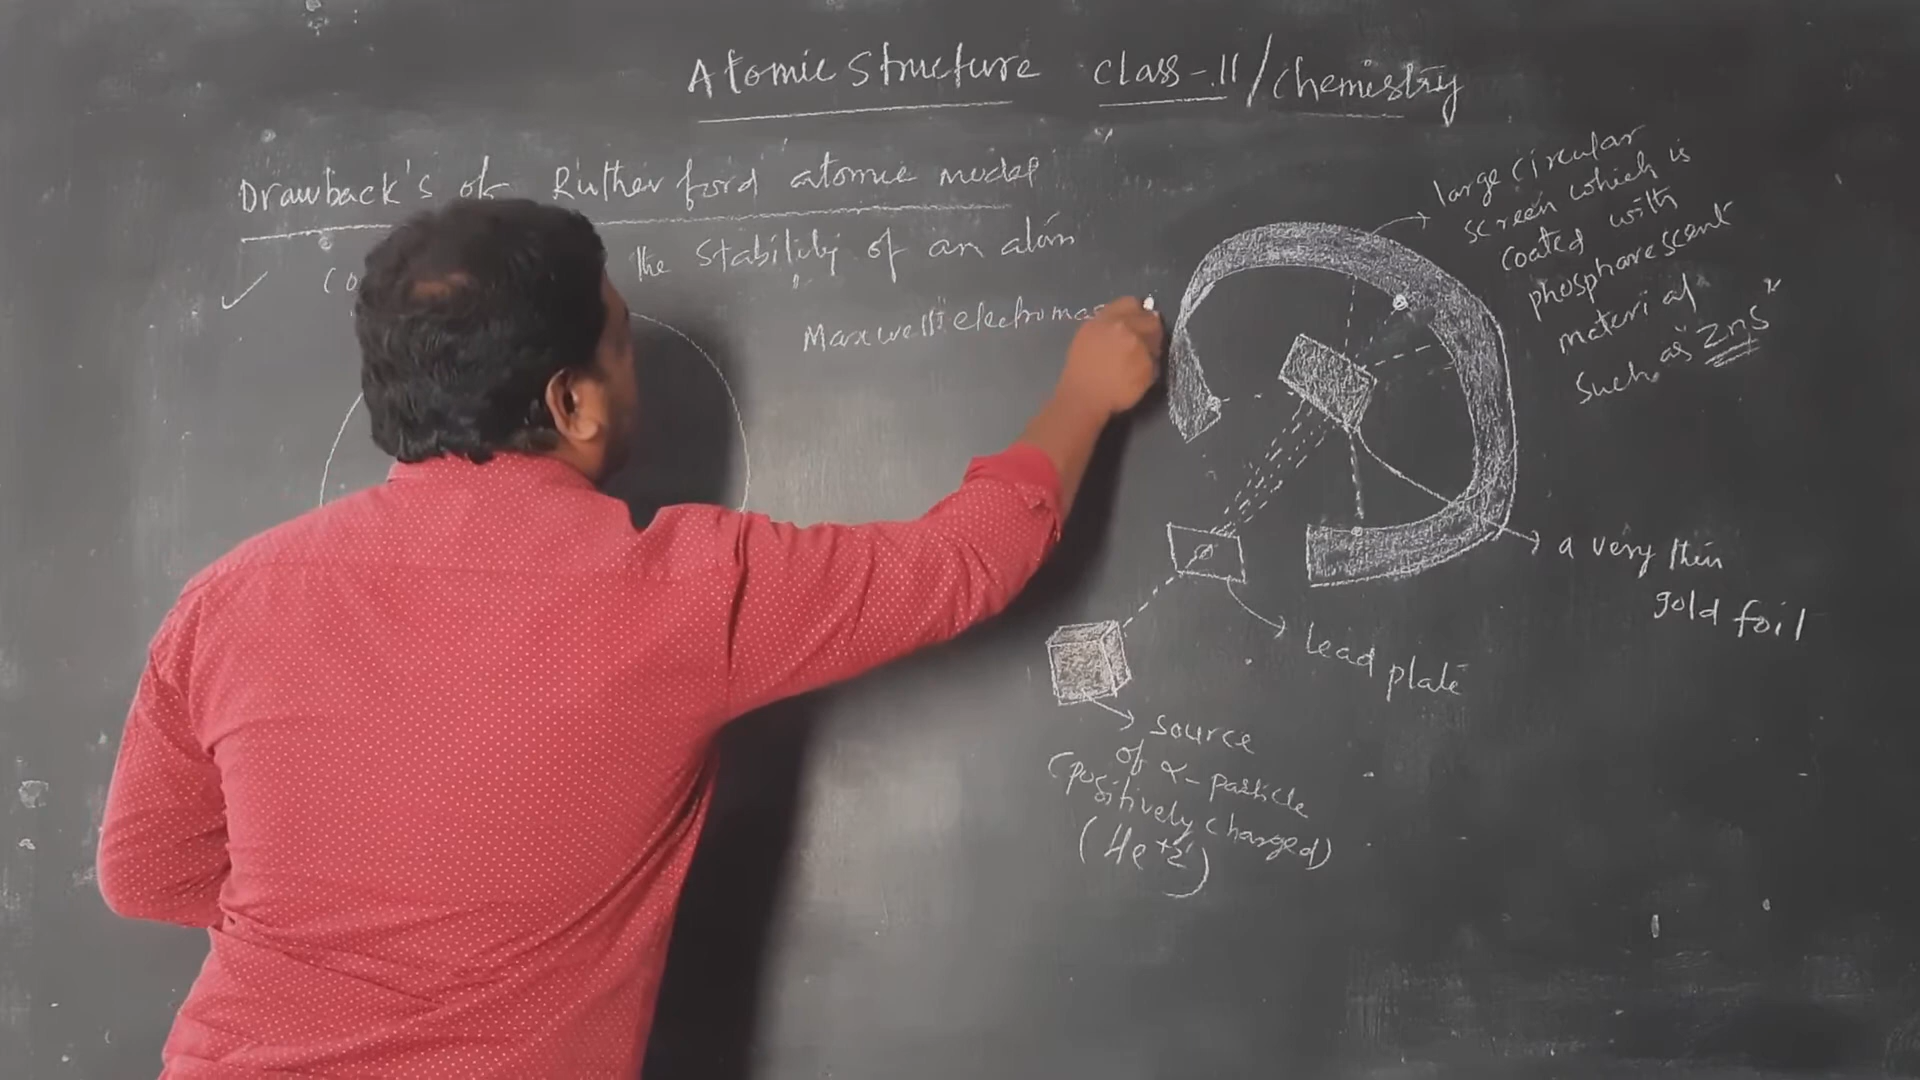 Atomic Structure Class-11/Chemistry
Drawback's of Rutherford atomic model
✓ the Stability of an atom
Maxwell's
large circular
screen which is
coated with
phospharescent
material
Such as "ZnS"
a very thin
gold foil
lead plate
source
of α-particle
(positively charged)
(He+2)